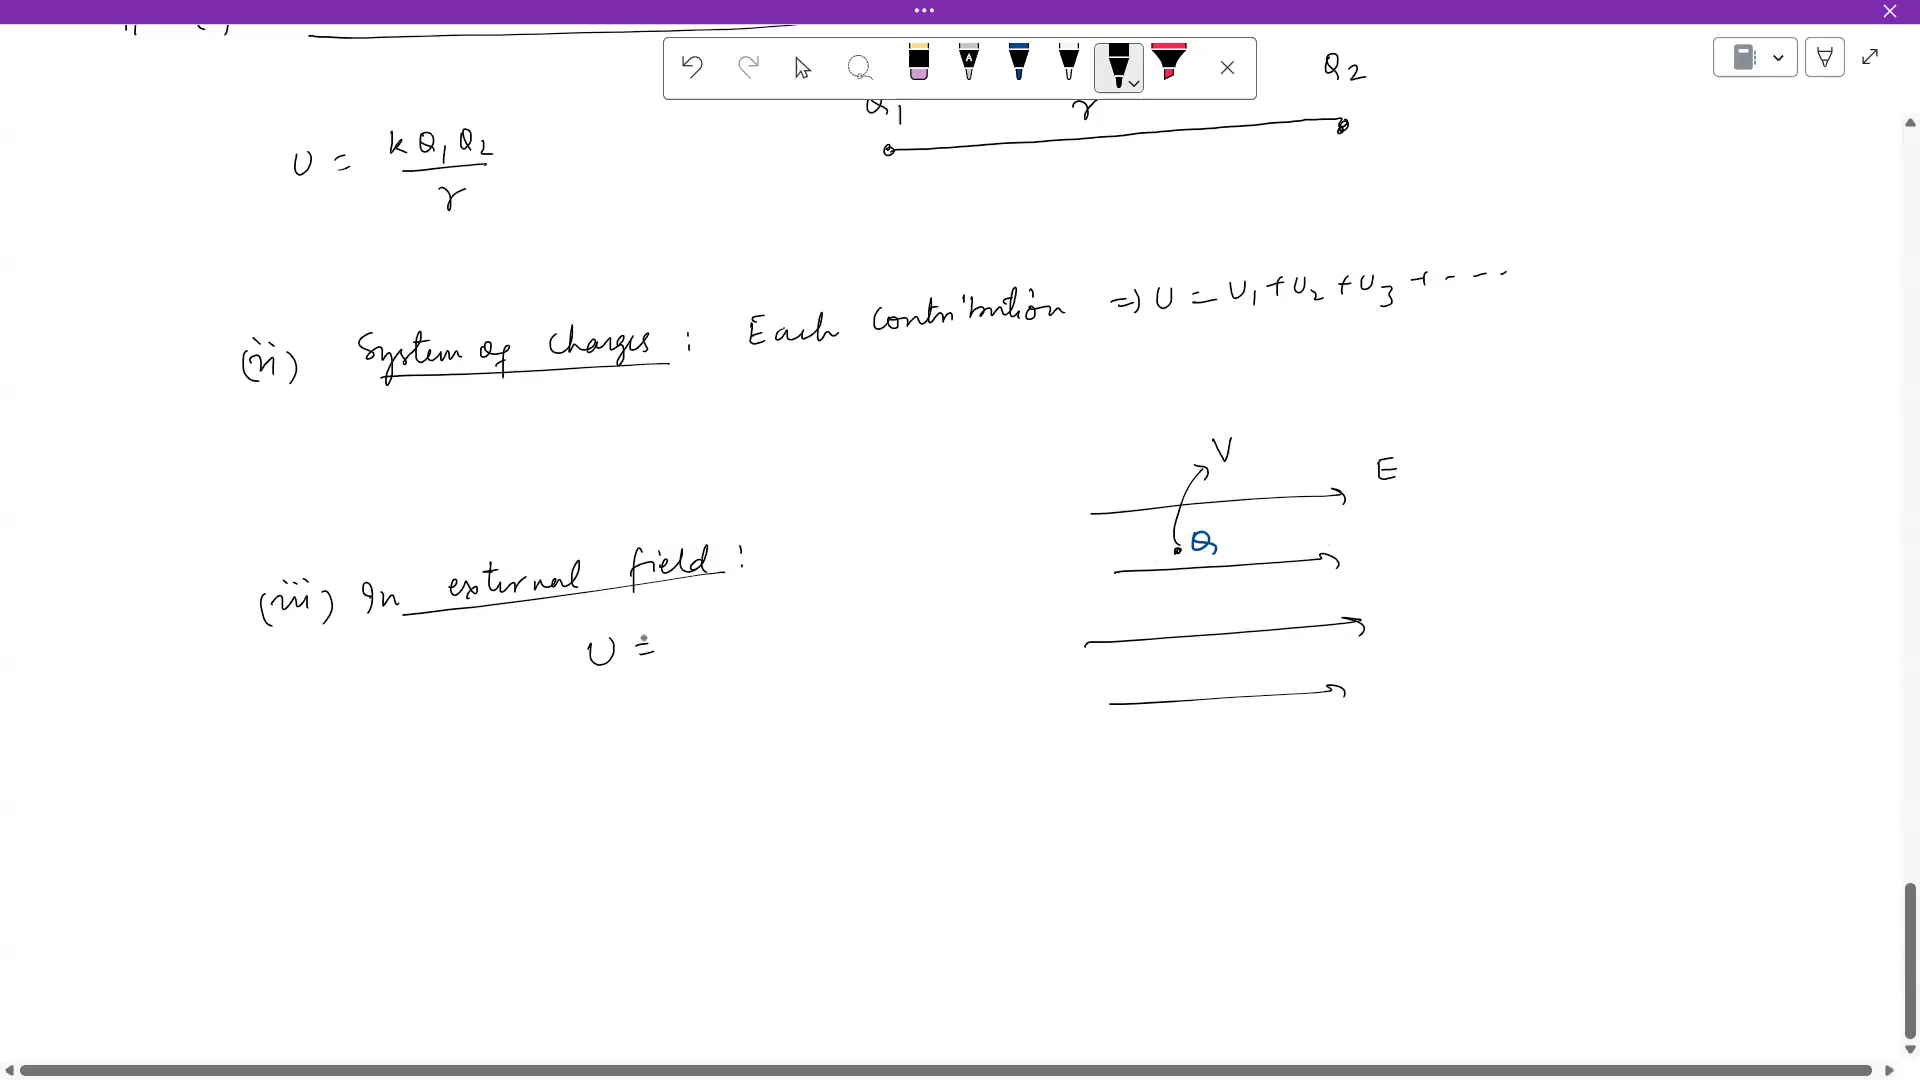 Q2
Q1 r
U = kQ1Q2 / r
(ii) System of Charges : Each contribution => U = U1 + U2 + U3 + ----
V
E
Q
(iii) In external field :
U =